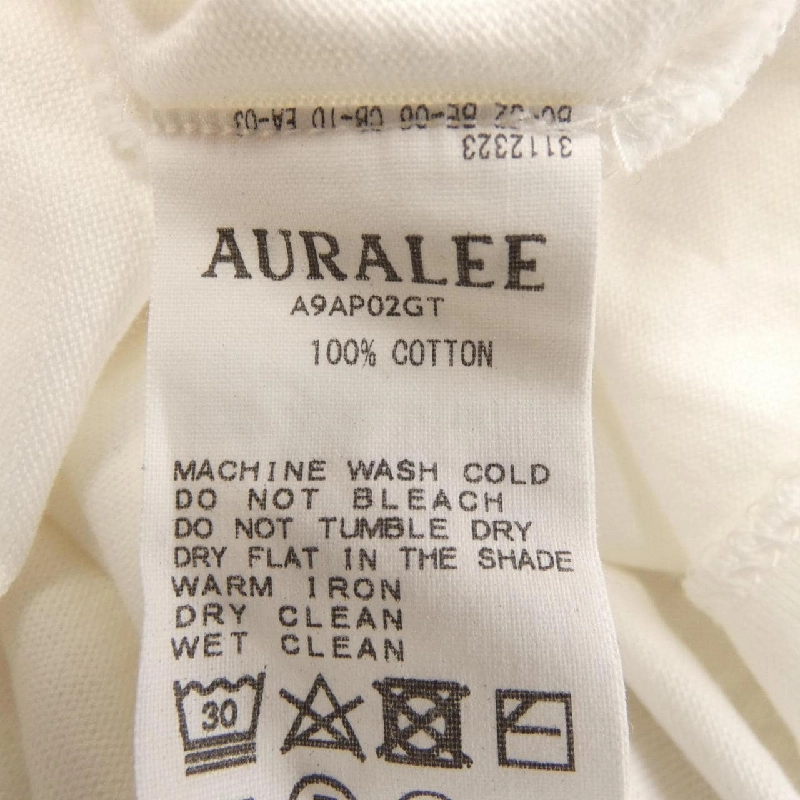 3112323
AURALEE
A9AP02GT
100% COTTON
MACHINE WASH COLD
DO NOT BLEACH
DO NOT TUMBLE DRY
DRY FLAT IN THE SHADE
WARM IRON
DRY CLEAN
WET CLEAN
30